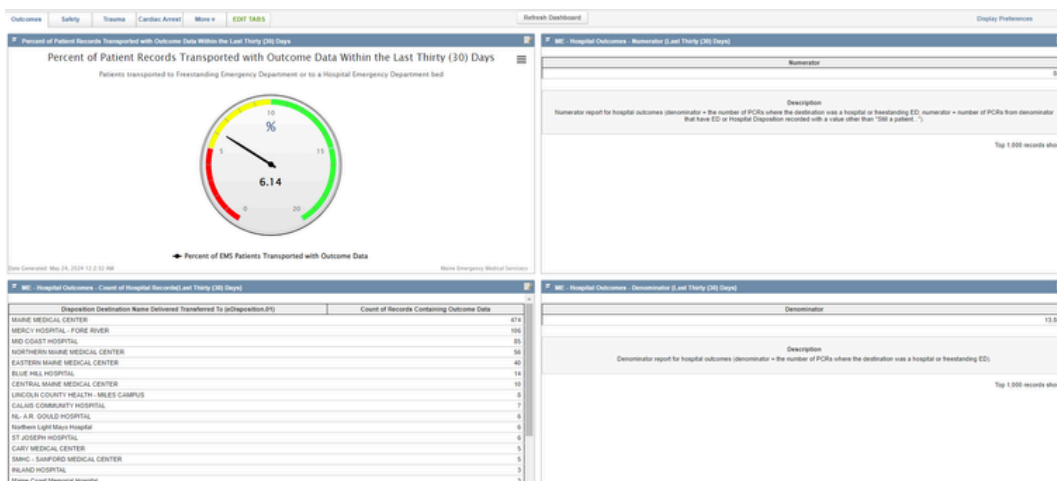 Outcomes Safety Trauma Cardiac Arrest More EDIT TABS Refresh Dashboard Display Preferences
Percent of Patient Records Transported with Outcome Data Within the Last Thirty (30) Days
Percent of Patient Records Transported with Outcome Data Within the Last Thirty (30) Days
Patients transported to Freestanding Emergency Department or to a Hospital Emergency Department bed
%
0
5
10
15
20
6.14
Percent of EMS Patients Transported with Outcome Data
Date Generated: May 24, 2024 12:2:52 AM
Maine Emergency Medical Services
ME - Hospital Outcomes - Numerator (Last Thirty (30) Days)
Numerator
Description
Numerator report for hospital outcomes (denominator = the number of PCRs where the destination was a hospital or freestanding ED; numerator = number of PCRs from denominator
that have ED or Hospital Disposition recorded with a value other than "Still a patient...").
Top 1,000 records sho
ME - Hospital Outcomes - Count of Hospital Records(Last Thirty (30) Days)
Disposition Destination Name Delivered Transferred To (eDisposition.01) Count of Records Containing Outcome Data
MAINE MEDICAL CENTER 474
MERCY HOSPITAL - FORE RIVER 106
MID COAST HOSPITAL 85
NORTHERN MAINE MEDICAL CENTER 56
EASTERN MAINE MEDICAL CENTER 40
BLUE HILL HOSPITAL 14
CENTRAL MAINE MEDICAL CENTER 10
LINCOLN COUNTY HEALTH - MILES CAMPUS 8
CALAIS COMMUNITY HOSPITAL 7
NL- A.R. GOULD HOSPITAL 6
Northern Light Mayo Hospital 6
ST JOSEPH HOSPITAL 6
CARY MEDICAL CENTER 5
SMHC - SANFORD MEDICAL CENTER 5
INLAND HOSPITAL 3
Maine Coast Memorial Hospital
ME - Hospital Outcomes - Denominator (Last Thirty (30) Days)
Denominator
Description
Denominator report for hospital outcomes (denominator = the number of PCRs where the destination was a hospital or freestanding ED).
Top 1,000 records sho